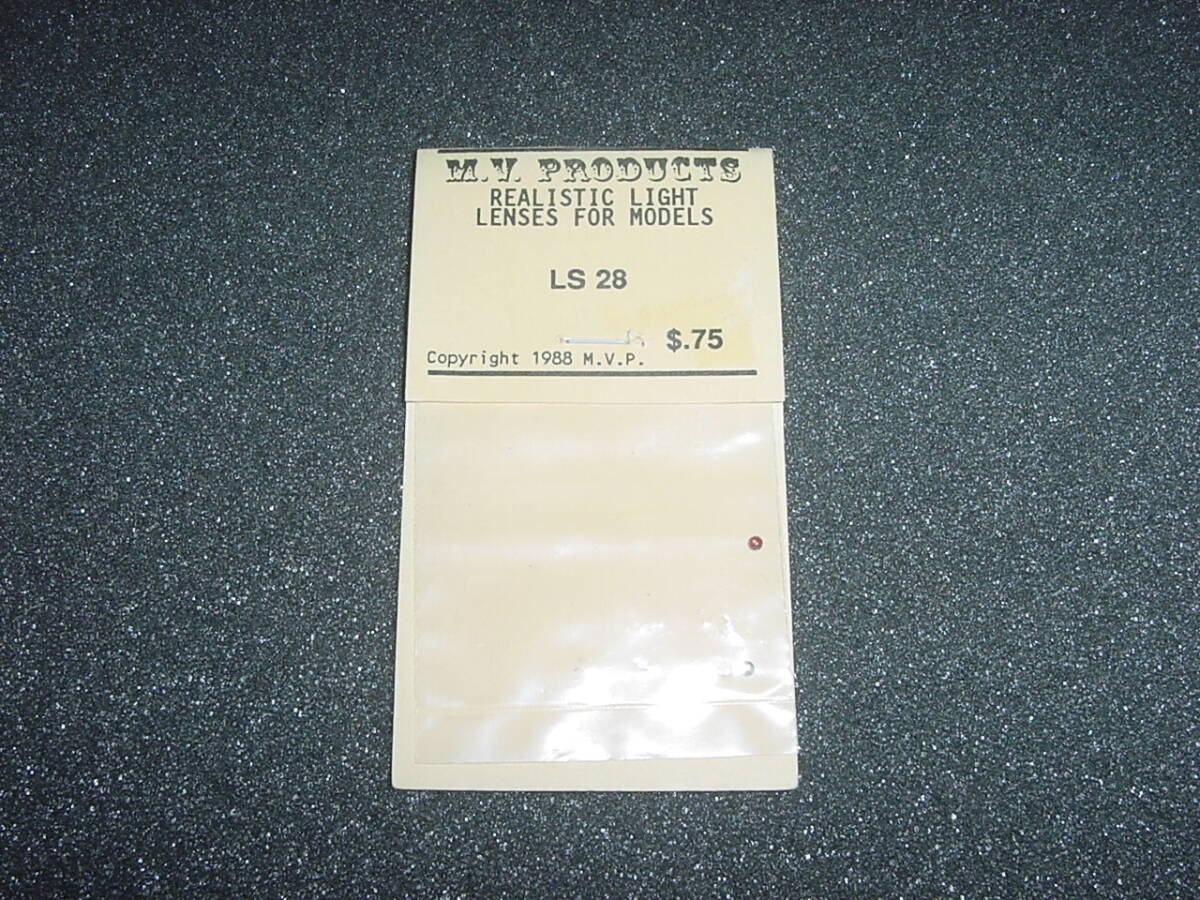 M.V. PRODUCTS
REALISTIC LIGHT
LENSES FOR MODELS
LS 28
$.75
Copyright 1988 M.V.P.